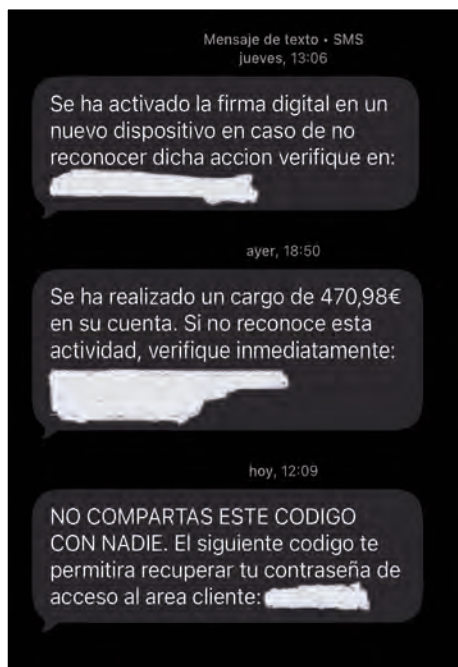 Mensaje de texto • SMS
jueves, 13:06
Se ha activado la firma digital en un
nuevo dispositivo en caso de no
reconocer dicha accion verifique en:
ayer, 18:50
Se ha realizado un cargo de 470,98€
en su cuenta. Si no reconoce esta
actividad, verifique inmediatamente:
hoy, 12:09
NO COMPARTAS ESTE CODIGO
CON NADIE. El siguiente codigo te
permitira recuperar tu contraseña de
acceso al area cliente: